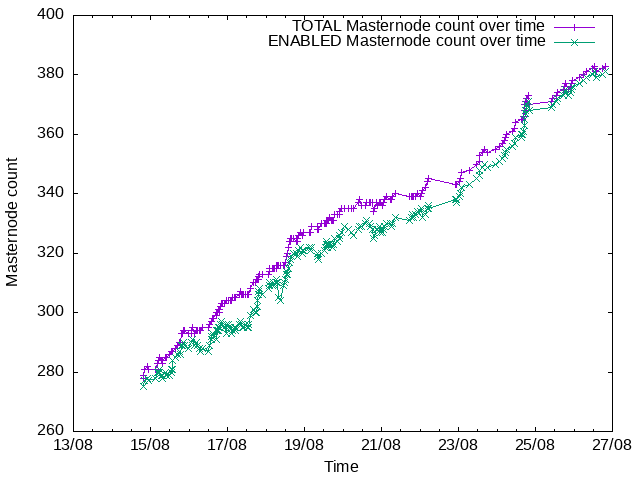 TOTAL Masternode count over time
ENABLED Masternode count over time
Masternode count
400
380
360
340
320
300
280
260
13/08 15/08 17/08 19/08 21/08 23/08 25/08 27/08
Time